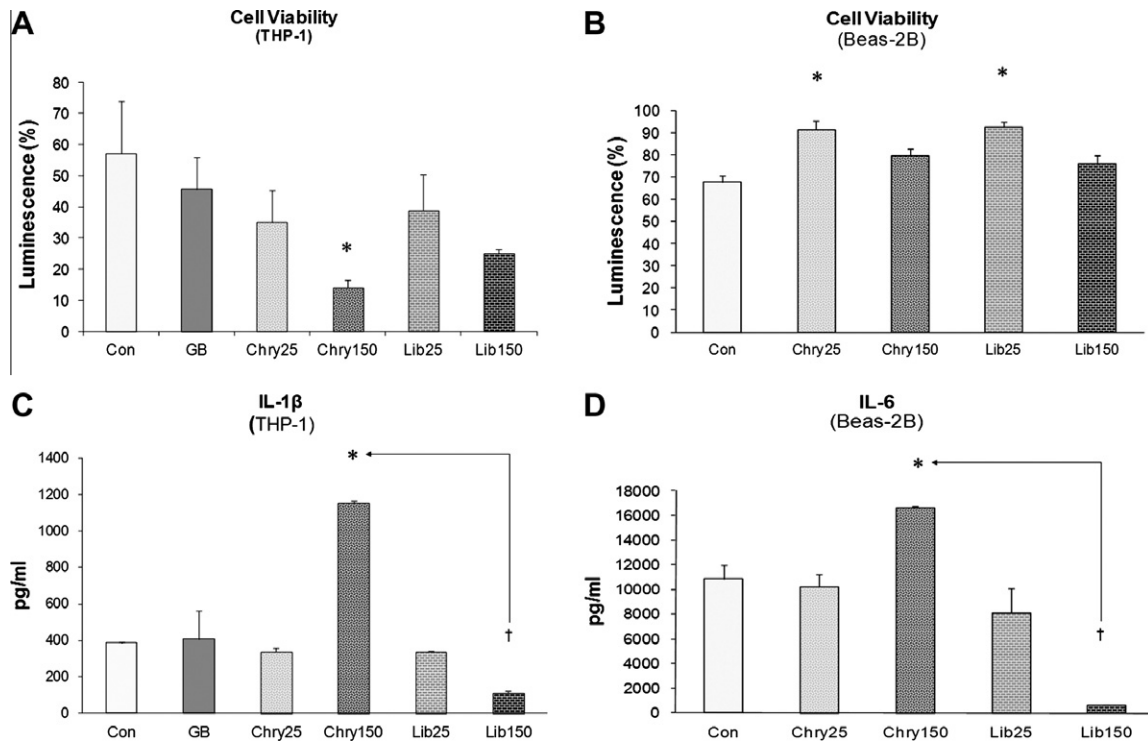 A
Cell Viability
(THP-1)
Luminescence (%)
80
70
60
50
40
30
20
10
0
Con GB Chry25 Chry150 Lib25 Lib150
*
B
Cell Viability
(Beas-2B)
Luminescence (%)
100
90
80
70
60
50
40
30
20
10
0
Con Chry25 Chry150 Lib25 Lib150
* *
C
IL-1β
(THP-1)
pg/ml
1400
1200
1000
800
600
400
200
0
Con GB Chry25 Chry150 Lib25 Lib150
* †
D
IL-6
(Beas-2B)
pg/ml
18000
16000
14000
12000
10000
8000
6000
4000
2000
0
Con Chry25 Chry150 Lib25 Lib150
* †